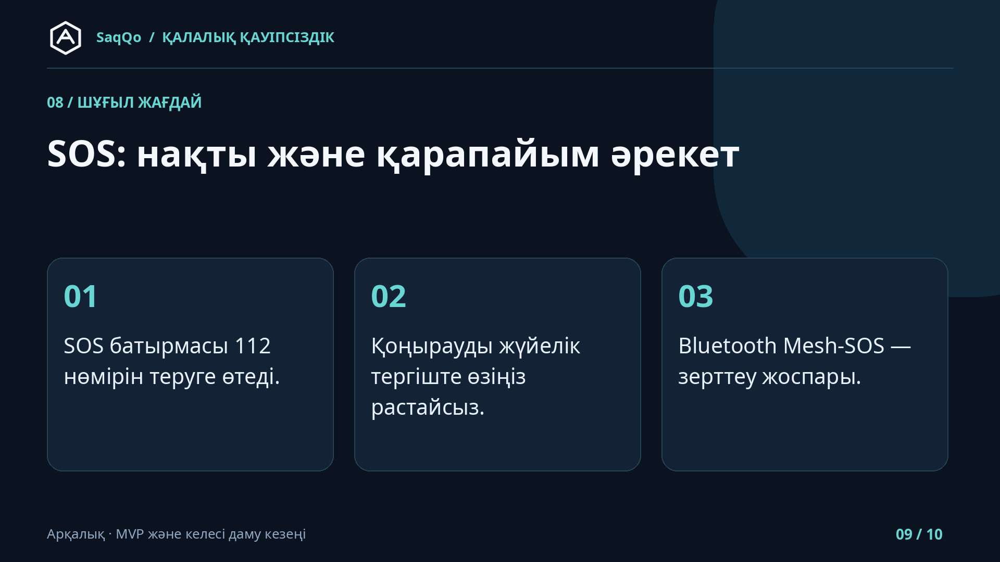 SaqQo / ҚАЛАЛЫҚ ҚАУІПСІЗДІК
08 / ШҰҒЫЛ ЖАҒДАЙ
SOS: нақты және қарапайым әрекет
01
SOS батырмасы 112
нөмірін теруге өтеді.
02
Қоңырауды жүйелік
тергіште өзіңіз
растайсыз.
03
Bluetooth Mesh-SOS —
зерттеу жоспары.
Арқалық · MVP және келесі даму кезеңі
09 / 10